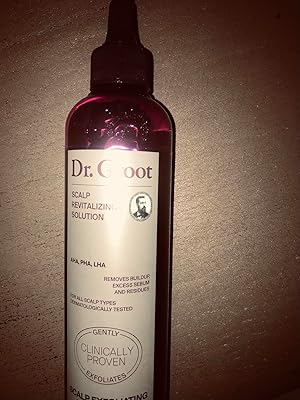 Dr. Groot
SCALP
REVITALIZING
SOLUTION
AHA, PHA, LHA
REMOVES BUILDUP,
EXCESS SEBUM
AND RESIDUES
FOR ALL SCALP TYPES
DERMATOLOGICALLY TESTED
GENTLY
CLINICALLY
PROVEN
EXFOLIATES
SCALP EXFOLIATING